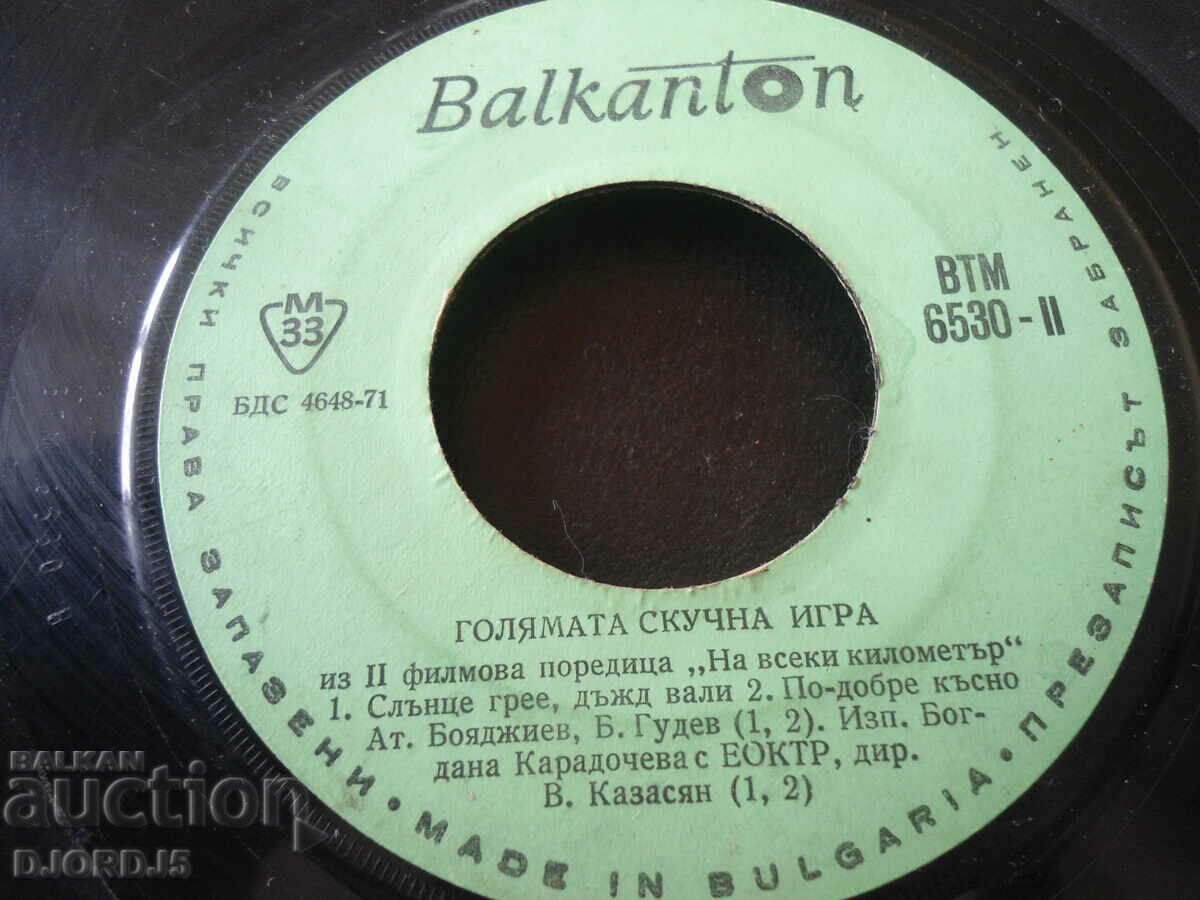 Balkanton
ВСИЧКИ ПРАВА ЗАПАЗЕНИ • MADE IN BULGARIA • ПРЕЗАПИСЪТ ЗАБРАНЕН
M
33
БДС 4648-71
ВТМ
6530-II
ГОЛЯМАТА СКУЧНА ИГРА
из II филмова поредица „На всеки километър“
1. Слънце грее, дъжд вали 2. По-добре късно
Ат. Бояджиев, Б. Гудев (1, 2). Изп. Бог-
дана Карадочева с ЕОКТР, дир.
В. Казасян (1, 2)
BALKAN
auction
DJORDJ5